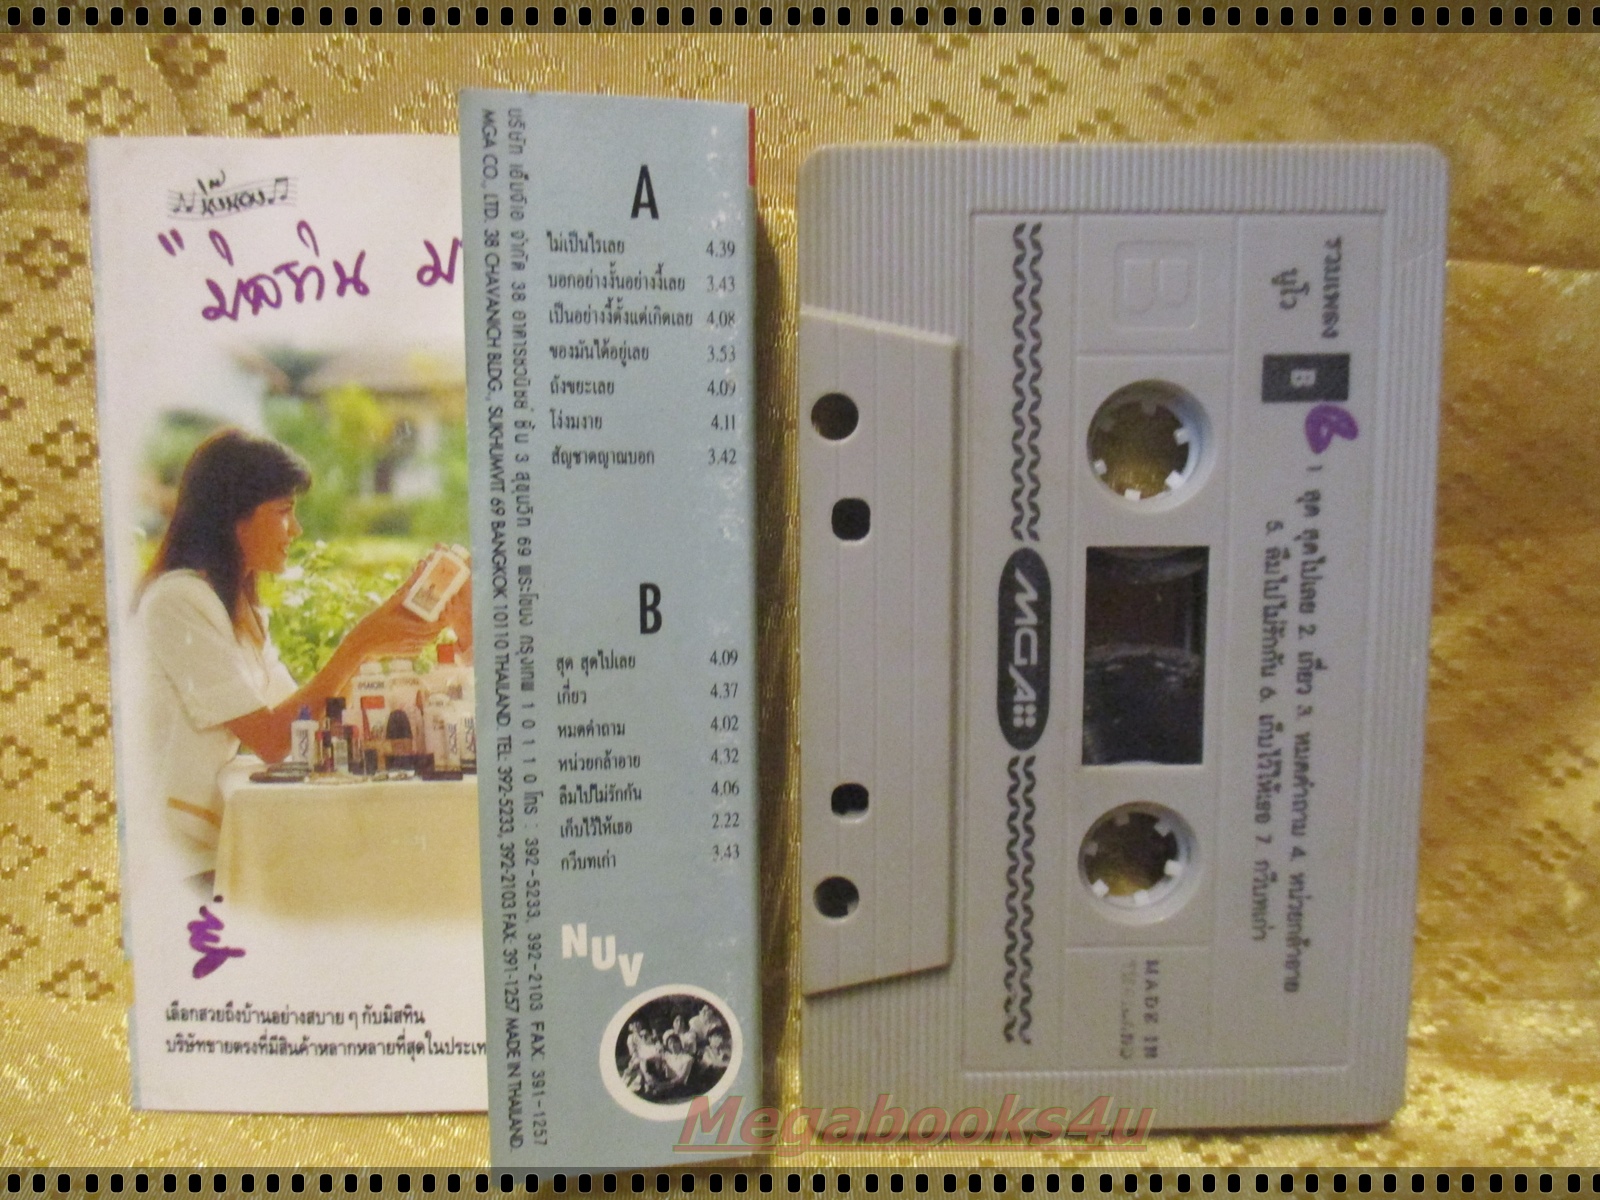 กุ๊กนอง
"มิสทิน ม
เลือกสวยถึงบ้านอย่างสบาย ๆ กับมิสทิน
บริษัทขายตรงที่มีสินค้าหลากหลายที่สุดในประเท
บริษัท เอ็มจีเอ จำกัด 38 อาคารชวนิชย์ ชั้น 3 สุขุมวิท 69 พระโขนง กรุงเทพ 10110 โทร : 392-5233, 392-2103 FAX: 391-1257
MGA CO., LTD. 38 CHAVANICH BLDG., SUKHUMVIT 69 BANGKOK 10110 THAILAND. TEL: 392-5233, 392-2103 FAX: 391-1257 MADE IN THAILAND.
A
ไม่เป็นไรเลย 4.39
บอกอย่างงั้นอย่างงี้เลย 3.43
เป็นอย่างงี้ตั้งแต่เกิดเลย 4.08
ของมันได้อยู่เลย 3.53
ถังขยะเลย 4.09
โง่งมงาย 4.11
สัญชาตญาณบอก 3.42
B
สุด สุดไปเลย 4.09
เกี่ยว 4.37
หมดคำถาม 4.02
หน่วยกล้าอาย 4.32
ลืมไปไม่รักกัน 4.06
เก็บไว้ให้เธอ 2.22
กวีบทเก่า 3.43
NUV
รวมเพลง
นูโว
B
1 สุด สุดไปเลย 2. เกี่ยว 3. หมดคำถาม 4. หน่วยกล้าอาย
5. ลืมไปไม่รักกัน 6. เก็บไว้ให้เธอ 7. กวีบทเก่า
B
MGA
MADE IN
THAILAND
Megabooks4u